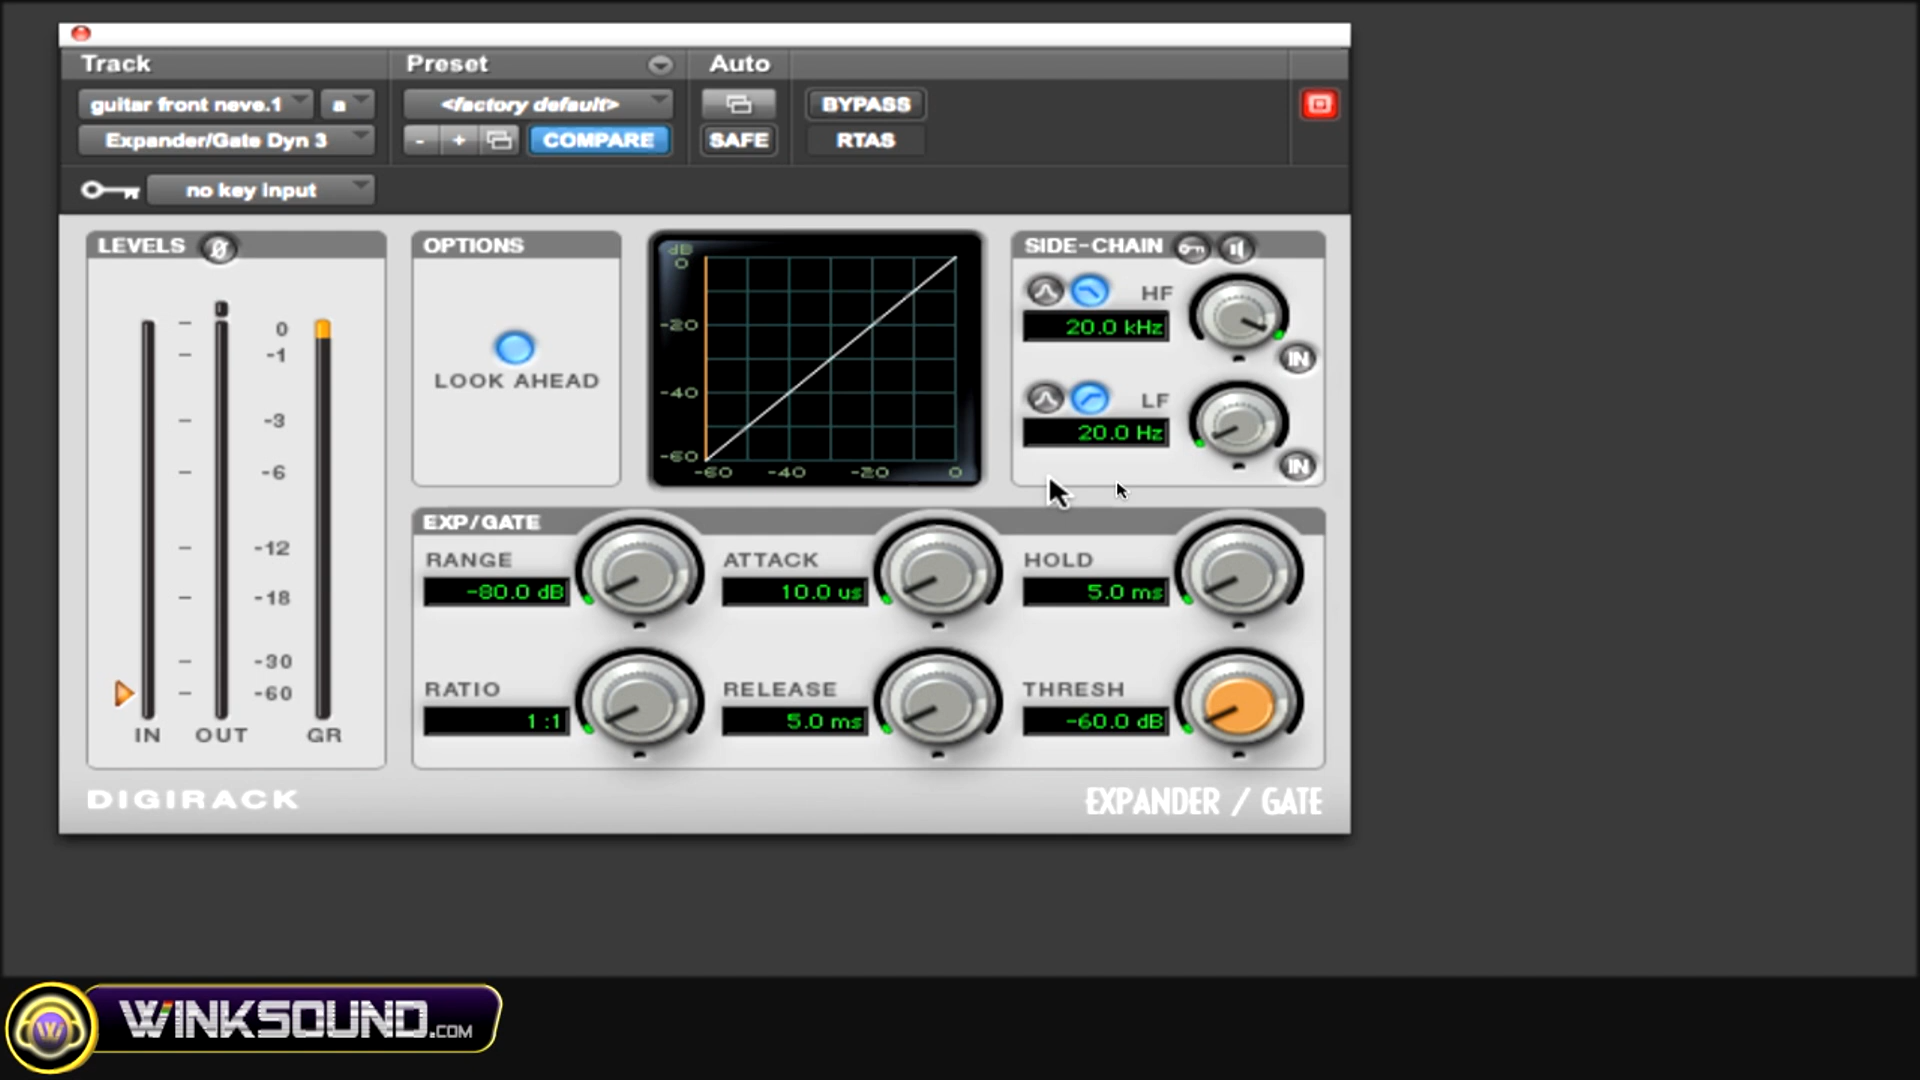 Track Preset Auto
guitar front neve.1 a <factory default> BYPASS
Expander/Gate Dyn 3 - + COMPARE SAFE RTAS
no key input
LEVELS Ø OPTIONS SIDE-CHAIN
dB
0
-20
-40
-60
-60 -40 -20 0
HF
20.0 kHz
IN
LF
20.0 Hz
IN
LOOK AHEAD
0
-1
-3
-6
-12
-18
-30
-60
IN OUT GR
EXP/GATE
RANGE ATTACK HOLD
-80.0 dB 10.0 us 5.0 ms
RATIO RELEASE THRESH
1 :1 5.0 ms -60.0 dB
DIGIRACK EXPANDER / GATE
WINKSOUND.COM